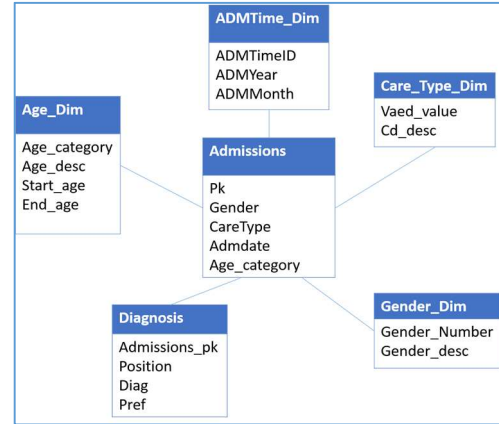 ADMTime_Dim
ADMTimeID
ADMYear
ADMMonth
Care_Type_Dim
Vaed_value
Cd_desc
Age_Dim
Age_category
Age_desc
Start_age
End_age
Admissions
Pk
Gender
CareType
Admdate
Age_category
Diagnosis
Admissions_pk
Position
Diag
Pref
Gender_Dim
Gender_Number
Gender_desc